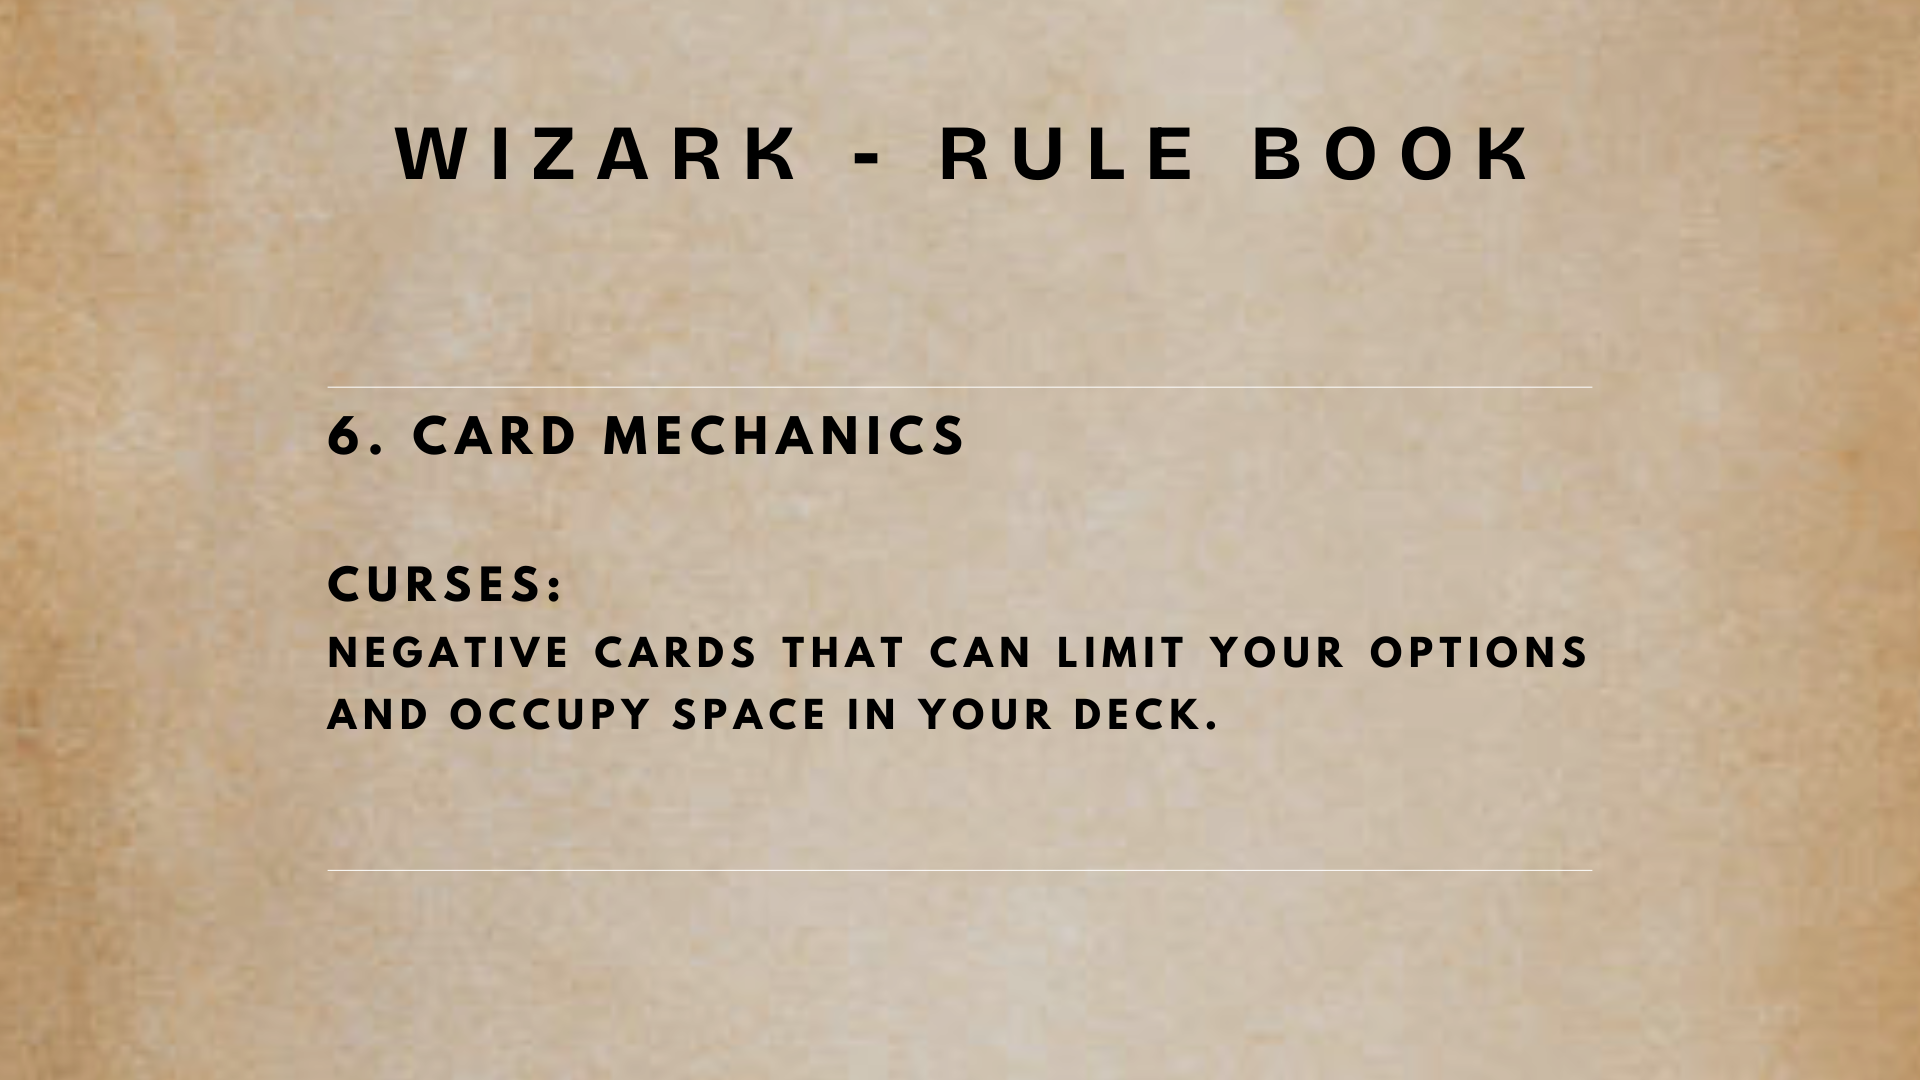 WIZARK - RULE BOOK
6. CARD MECHANICS
CURSES:
NEGATIVE CARDS THAT CAN LIMIT YOUR OPTIONS
AND OCCUPY SPACE IN YOUR DECK.